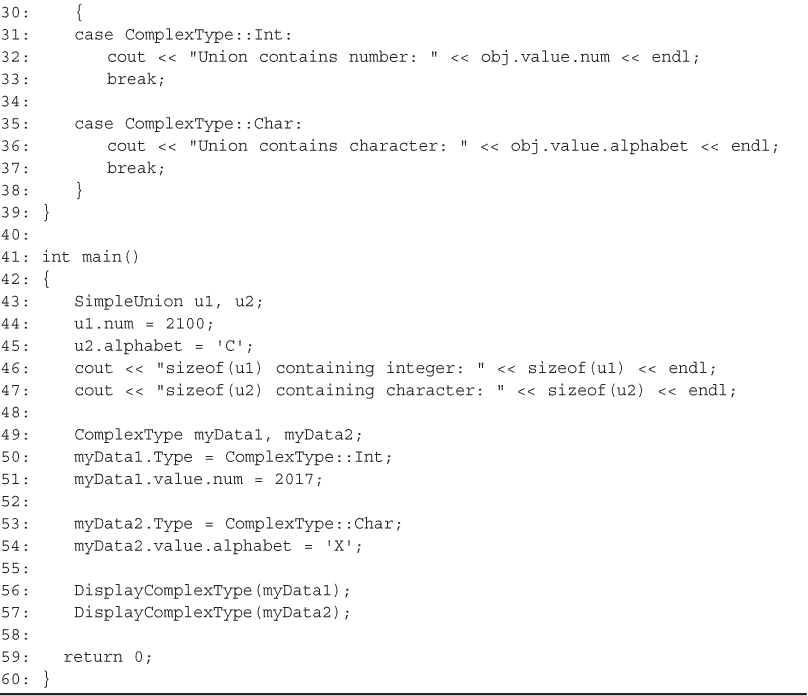 30:     {
31:     case ComplexType::Int:
32:        cout << "Union contains number: " << obj.value.num << endl;
33:        break;
34:
35:     case ComplexType::Char:
36:        cout << "Union contains character: " << obj.value.alphabet << endl;
37:        break;
38:     }
39: }
40:
41: int main()
42: {
43:     SimpleUnion u1, u2;
44:     u1.num = 2100;
45:     u2.alphabet = 'C';
46:     cout << "sizeof(u1) containing integer: " << sizeof(u1) << endl;
47:     cout << "sizeof(u2) containing character: " << sizeof(u2) << endl;
48:
49:     ComplexType myData1, myData2;
50:     myData1.Type = ComplexType::Int;
51:     myData1.value.num = 2017;
52:
53:     myData2.Type = ComplexType::Char;
54:     myData2.value.alphabet = 'X';
55:
56:     DisplayComplexType(myData1);
57:     DisplayComplexType(myData2);
58:
59:    return 0;
60: }